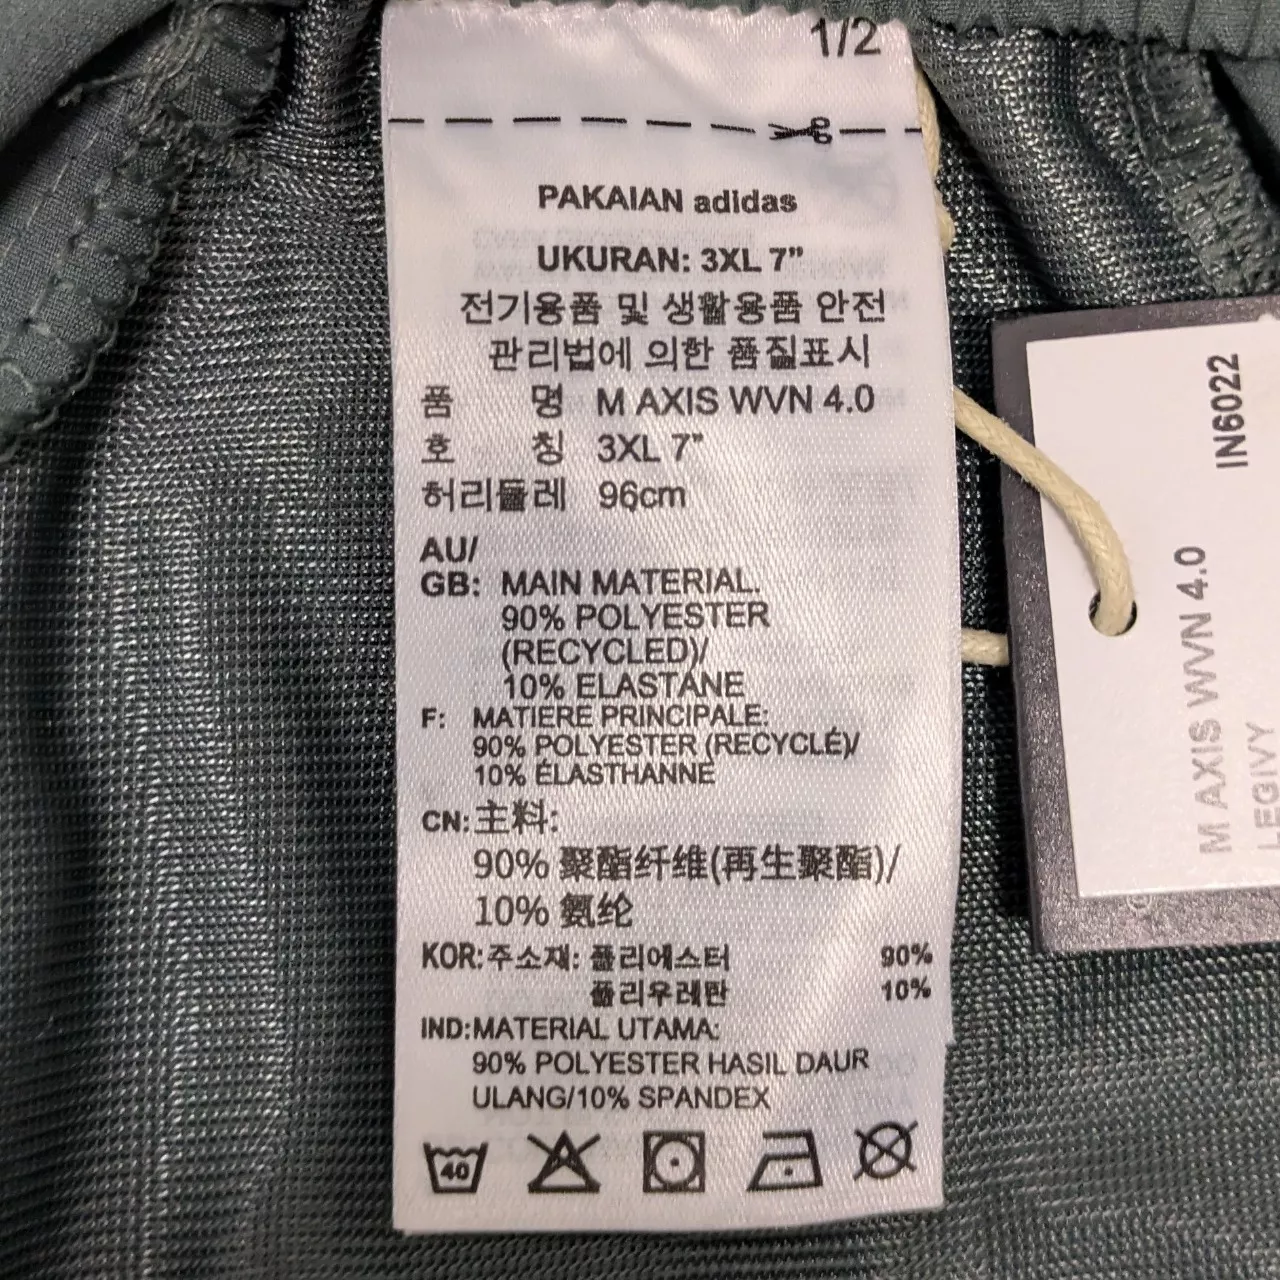 1/2
PAKAIAN adidas
UKURAN: 3XL 7”
전기용품 및 생활용품 안전
관리법에 의한 품질표시
품 명 M AXIS WVN 4.0
호 칭 3XL 7”
허리둘레 96cm
AU/
GB: MAIN MATERIAL.
90% POLYESTER
(RECYCLED)/
10% ELASTANE
F: MATIERE PRINCIPALE:
90% POLYESTER (RECYCLÉ)/
10% ÉLASTHANNE
CN:主料:
90% 聚酯纤维(再生聚酯)/
10% 氨纶
KOR:주소재: 폴리에스터 90%
폴리우레탄 10%
IND:MATERIAL UTAMA:
90% POLYESTER HASIL DAUR
ULANG/10% SPANDEX
40
IN6022
M AXIS WVN 4.0
LEGIVY